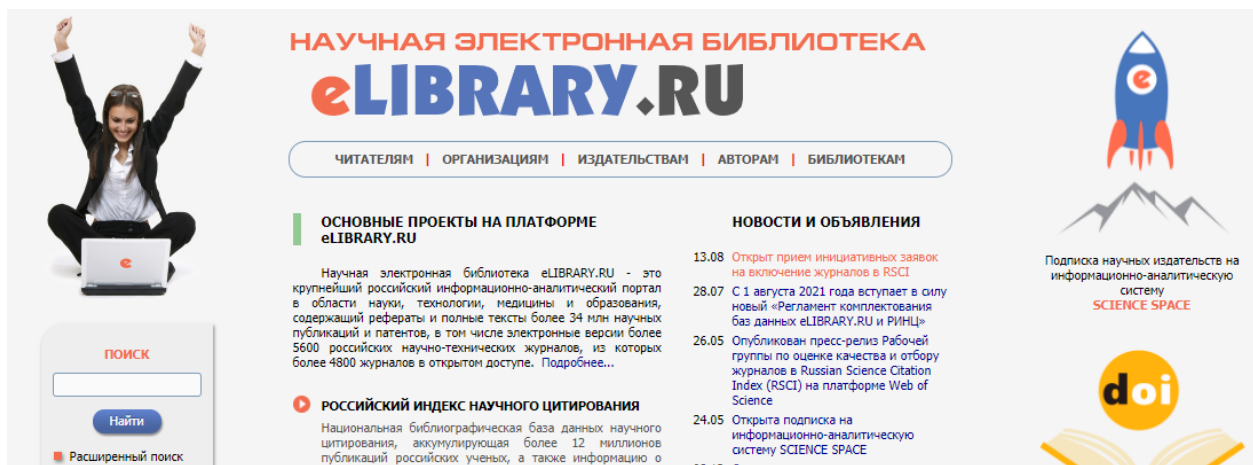 НАУЧНАЯ ЭЛЕКТРОННАЯ БИБЛИОТЕКА
eLIBRARY.RU
ЧИТАТЕЛЯМ | ОРГАНИЗАЦИЯМ | ИЗДАТЕЛЬСТВАМ | АВТОРАМ | БИБЛИОТЕКАМ
e
ПОИСК
Найти
Расширенный поиск
ОСНОВНЫЕ ПРОЕКТЫ НА ПЛАТФОРМЕ
eLIBRARY.RU
Научная электронная библиотека eLIBRARY.RU - это
крупнейший российский информационно-аналитический портал
в области науки, технологии, медицины и образования,
содержащий рефераты и полные тексты более 34 млн научных
публикаций и патентов, в том числе электронные версии более
5600 российских научно-технических журналов, из которых
более 4800 журналов в открытом доступе. Подробнее...
РОССИЙСКИЙ ИНДЕКС НАУЧНОГО ЦИТИРОВАНИЯ
Национальная библиографическая база данных научного
цитирования, аккумулирующая более 12 миллионов
публикаций российских ученых, а также информацию о
НОВОСТИ И ОБЪЯВЛЕНИЯ
13.08 Открыт прием инициативных заявок
на включение журналов в RSCI
28.07 С 1 августа 2021 года вступает в силу
новый «Регламент комплектования
баз данных eLIBRARY.RU и РИНЦ»
26.05 Опубликован пресс-релиз Рабочей
группы по оценке качества и отбору
журналов в Russian Science Citation
Index (RSCI) на платформе Web of
Science
24.05 Открыта подписка на
информационно-аналитическую
систему SCIENCE SPACE
e
Подписка научных издательств на
информационно-аналитическую
систему
SCIENCE SPACE
doi